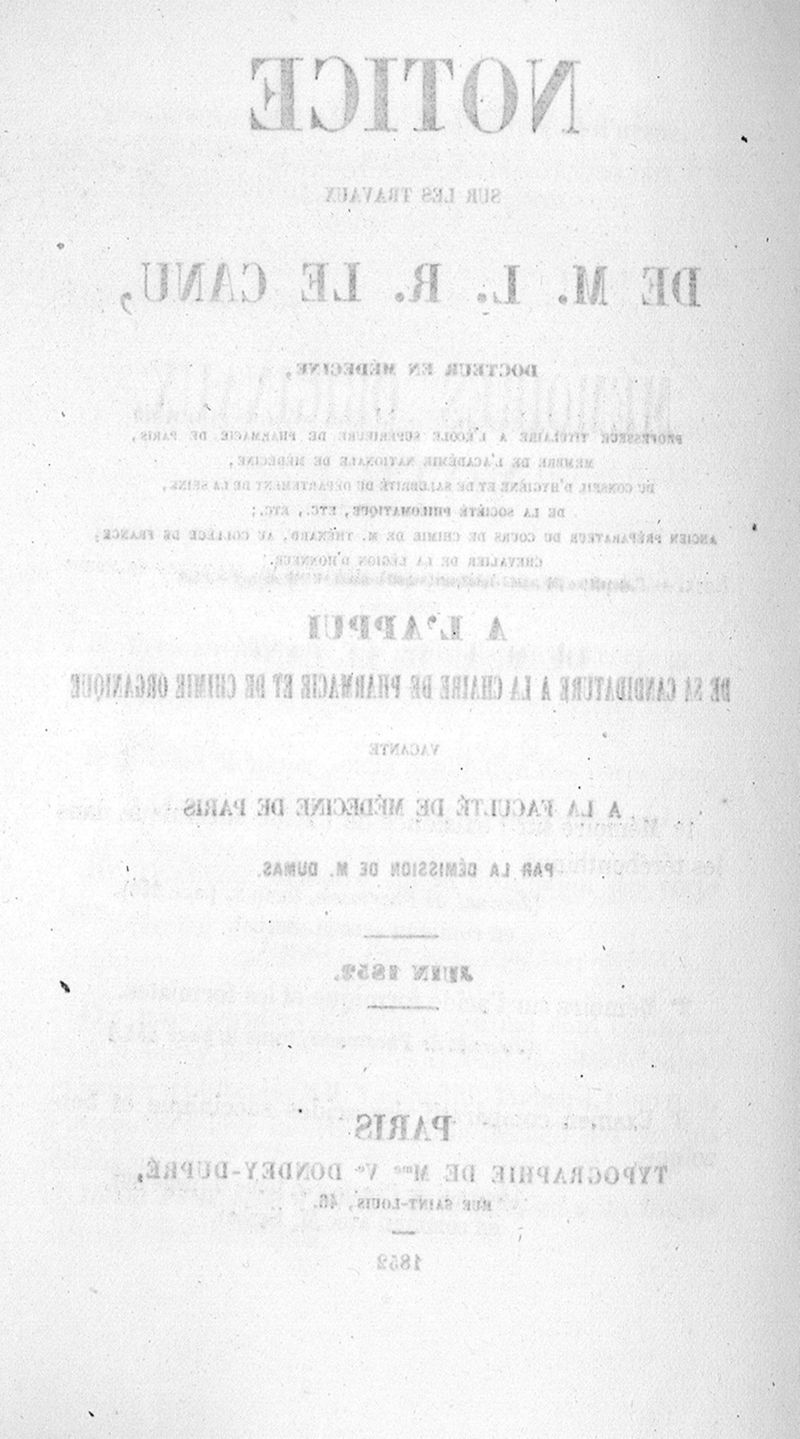 NOTICE
SUR LES TRAVAUX
DE M. L. R. LE CANU,
DOCTEUR EN MÉDECINE,
PROFESSEUR TITULAIRE A L'ÉCOLE SUPÉRIEURE DE PHARMACIE DE PARIS,
MEMBRE DE L'ACADÉMIE NATIONALE DE MÉDECINE,
DU CONSEIL D'HYGIÈNE ET DE SALUBRITÉ DU DÉPARTEMENT DE LA SEINE,
DE LA SOCIÉTÉ PHILOMATIQUE, ETC., ETC.;
ANCIEN PRÉPARATEUR DU COURS DE CHIMIE DE M. THÉNARD, AU COLLÈGE DE FRANCE,
CHEVALIER DE LA LÉGION D'HONNEUR.
A L'APPUI
DE SA CANDIDATURE A LA CHAIRE DE PHARMACIE ET DE CHIMIE ORGANIQUE
VACANTE
A LA FACULTÉ DE MÉDECINE DE PARIS
PAR LA DÉMISSION DE M. DUMAS.
JUIN 1852.
PARIS
TYPOGRAPHIE DE Mme Ve DONDEY-DUPRÉ,
RUE SAINT-LOUIS, 46.
1852